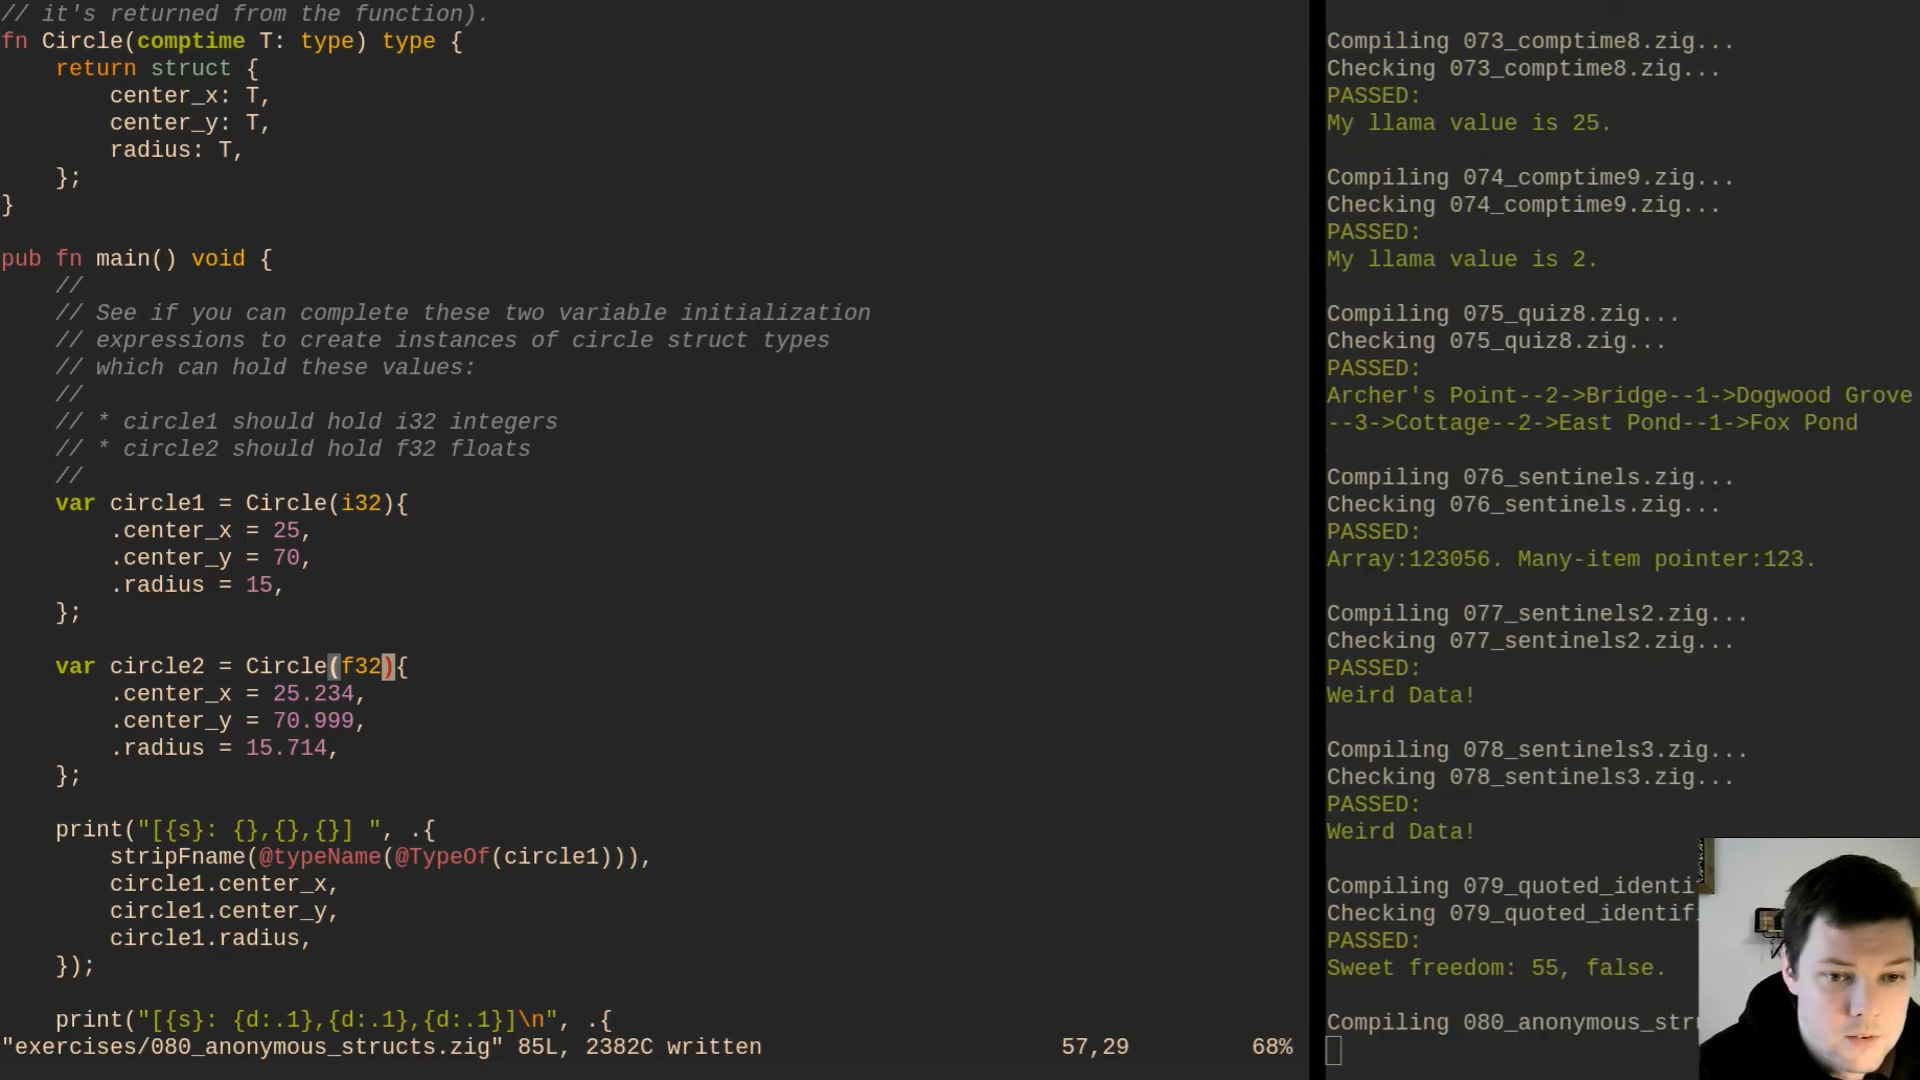 // it's returned from the function).
fn Circle(comptime T: type) type {
    return struct {
        center_x: T,
        center_y: T,
        radius: T,
    };
}
pub fn main() void {
    //
    // See if you can complete these two variable initialization
    // expressions to create instances of circle struct types
    // which can hold these values:
    //
    // * circle1 should hold i32 integers
    // * circle2 should hold f32 floats
    //
    var circle1 = Circle(i32){
        .center_x = 25,
        .center_y = 70,
        .radius = 15,
    };
    var circle2 = Circle(f32){
        .center_x = 25.234,
        .center_y = 70.999,
        .radius = 15.714,
    };
    print("[{s}: {},{},{}] ", .{
        stripFname(@typeName(@TypeOf(circle1))),
        circle1.center_x,
        circle1.center_y,
        circle1.radius,
    });
    print("[{s}: {d:.1},{d:.1},{d:.1}]\n", .{
"exercises/080_anonymous_structs.zig" 85L, 2382C written 57,29 68%
Compiling 073_comptime8.zig...
Checking 073_comptime8.zig...
PASSED:
My llama value is 25.
Compiling 074_comptime9.zig...
Checking 074_comptime9.zig...
PASSED:
My llama value is 2.
Compiling 075_quiz8.zig...
Checking 075_quiz8.zig...
PASSED:
Archer's Point--2->Bridge--1->Dogwood Grove
--3->Cottage--2->East Pond--1->Fox Pond
Compiling 076_sentinels.zig...
Checking 076_sentinels.zig...
PASSED:
Array:123056. Many-item pointer:123.
Compiling 077_sentinels2.zig...
Checking 077_sentinels2.zig...
PASSED:
Weird Data!
Compiling 078_sentinels3.zig...
Checking 078_sentinels3.zig...
PASSED:
Weird Data!
Compiling 079_quoted_identi
Checking 079_quoted_identif
PASSED:
Sweet freedom: 55, false.
Compiling 080_anonymous_str